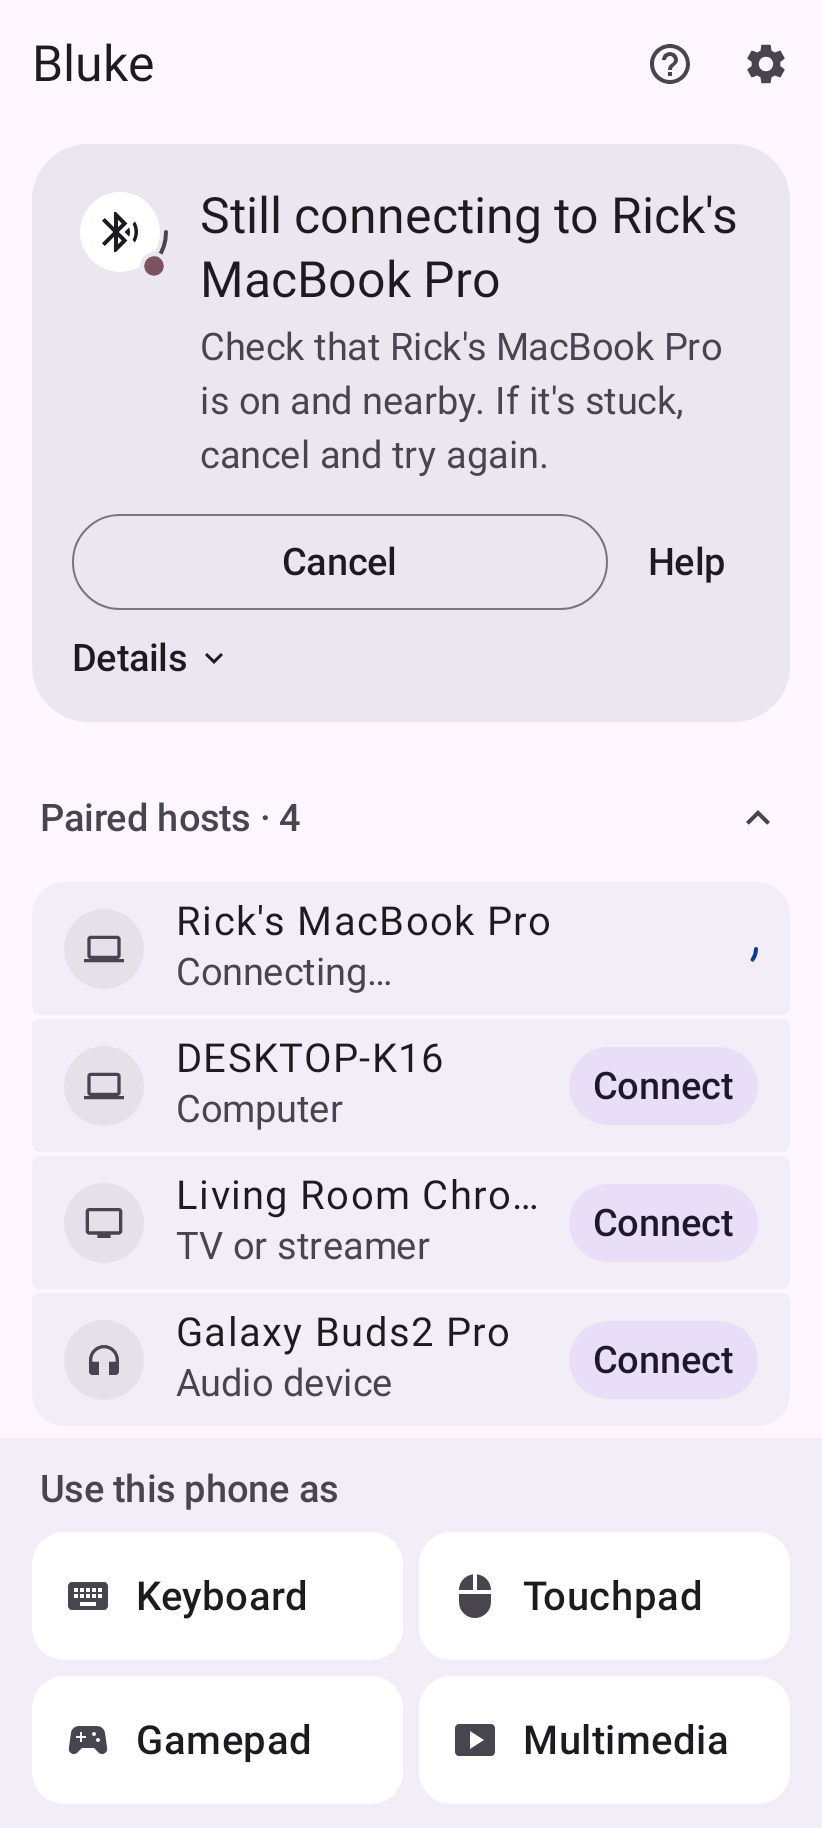 Bluke
Still connecting to Rick's
MacBook Pro
Check that Rick's MacBook Pro
is on and nearby. If it's stuck,
cancel and try again.
Cancel
Help
Details
Paired hosts · 4
Rick's MacBook Pro
Connecting…
DESKTOP-K16
Computer
Connect
Living Room Chro…
TV or streamer
Connect
Galaxy Buds2 Pro
Audio device
Connect
Use this phone as
Keyboard
Touchpad
Gamepad
Multimedia